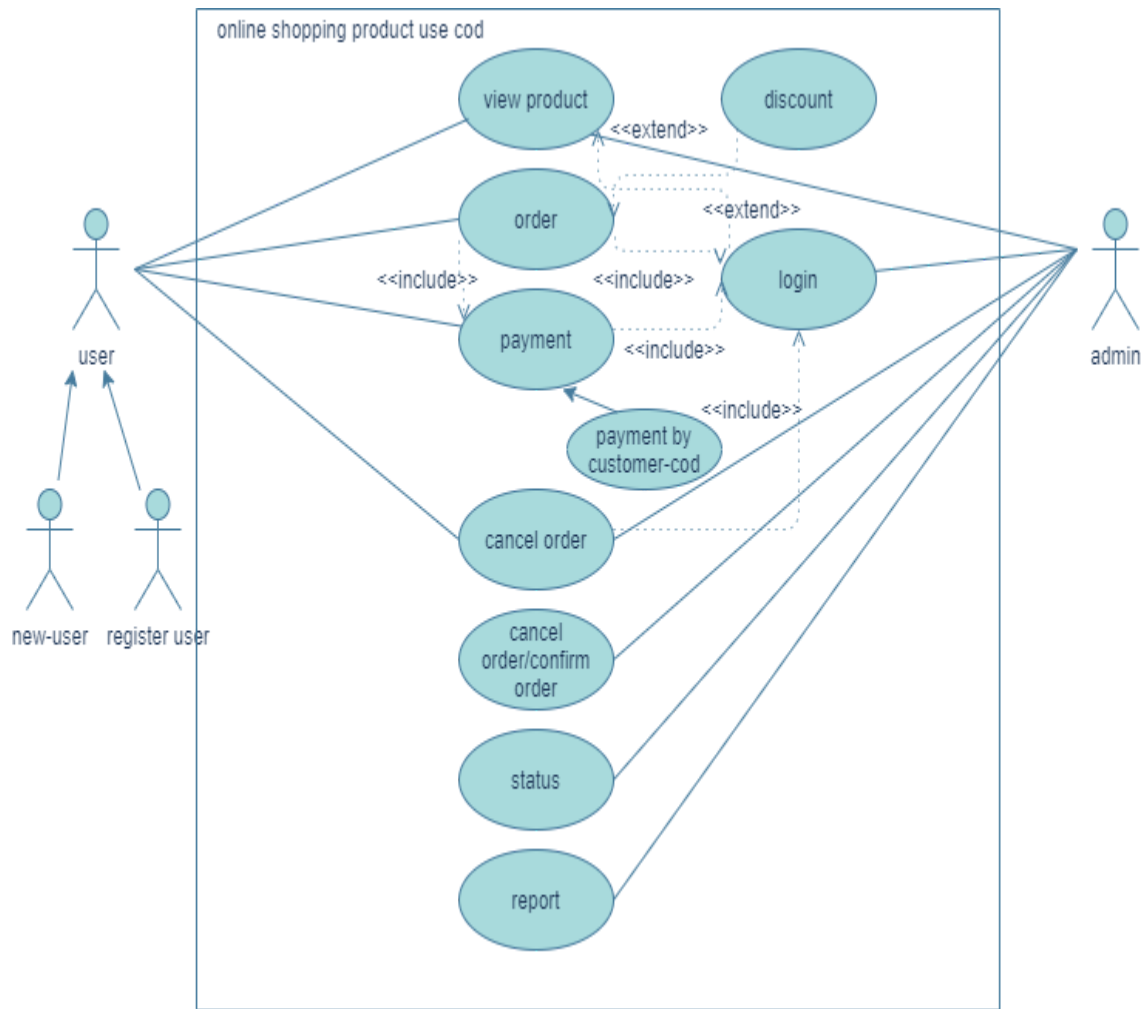 online shopping product use cod
view product
discount
<<extend>>
order
<<extend>>
<<include>>
<<include>>
login
payment
<<include>>
user
admin
<<include>>
payment by
customer-cod
cancel order
new-user
register user
cancel
order/confirm
order
status
report